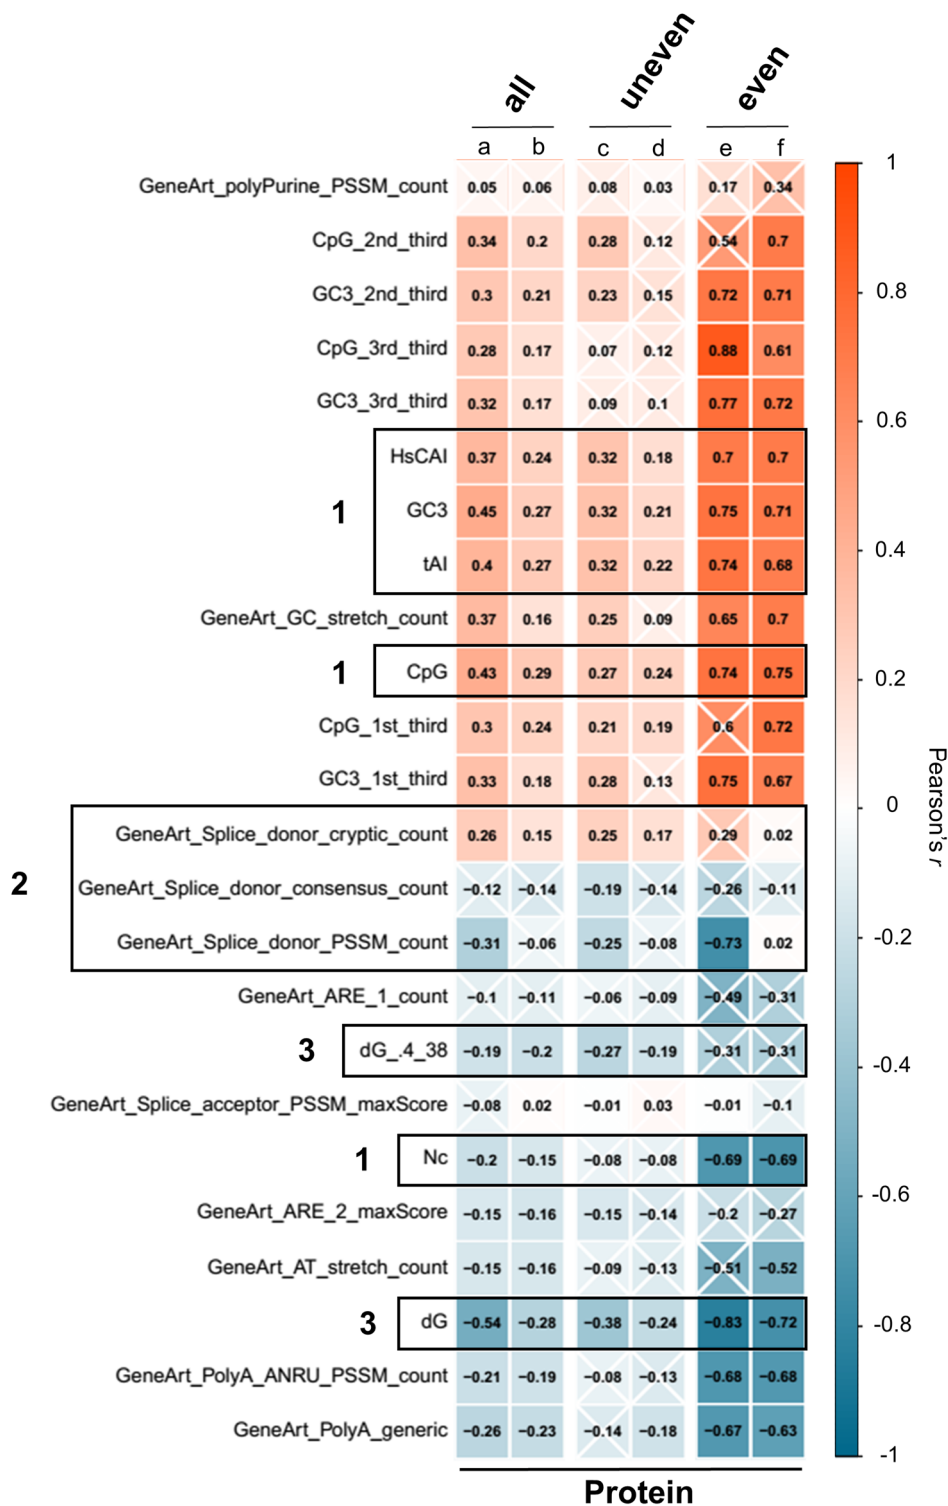 all uneven even
a b c d e f
GeneArt_polyPurine_PSSM_count 0.05 0.06 0.08 0.03 0.17 0.34
CpG_2nd_third 0.34 0.2 0.28 0.12 0.54 0.7
GC3_2nd_third 0.3 0.21 0.23 0.15 0.72 0.71
CpG_3rd_third 0.28 0.17 0.07 0.12 0.88 0.61
GC3_3rd_third 0.32 0.17 0.09 0.1 0.77 0.72
HsCAI 0.37 0.24 0.32 0.18 0.7 0.7
1 GC3 0.45 0.27 0.32 0.21 0.75 0.71
tAI 0.4 0.27 0.32 0.22 0.74 0.68
GeneArt_GC_stretch_count 0.37 0.16 0.25 0.09 0.65 0.7
1 CpG 0.43 0.29 0.27 0.24 0.74 0.75
CpG_1st_third 0.3 0.24 0.21 0.19 0.6 0.72
GC3_1st_third 0.33 0.18 0.28 0.13 0.75 0.67
GeneArt_Splice_donor_cryptic_count 0.26 0.15 0.25 0.17 0.29 0.02
2 GeneArt_Splice_donor_consensus_count −0.12 −0.14 −0.19 −0.14 −0.26 −0.11
GeneArt_Splice_donor_PSSM_count −0.31 −0.06 −0.25 −0.08 −0.73 0.02
GeneArt_ARE_1_count −0.1 −0.11 −0.06 −0.09 −0.49 −0.31
3 dG_.4_38 −0.19 −0.2 −0.27 −0.19 −0.31 −0.31
GeneArt_Splice_acceptor_PSSM_maxScore −0.08 0.02 −0.01 0.03 −0.01 −0.1
1 Nc −0.2 −0.15 −0.08 −0.08 −0.69 −0.69
GeneArt_ARE_2_maxScore −0.15 −0.16 −0.15 −0.14 −0.2 −0.27
GeneArt_AT_stretch_count −0.15 −0.16 −0.09 −0.13 −0.51 −0.52
3 dG −0.54 −0.28 −0.38 −0.24 −0.83 −0.72
GeneArt_PolyA_ANRU_PSSM_count −0.21 −0.19 −0.08 −0.13 −0.68 −0.68
GeneArt_PolyA_generic −0.26 −0.23 −0.14 −0.18 −0.67 −0.63
Protein
1
0.8
0.6
0.4
0.2
0
-0.2
-0.4
-0.6
-0.8
-1
Pearson's r